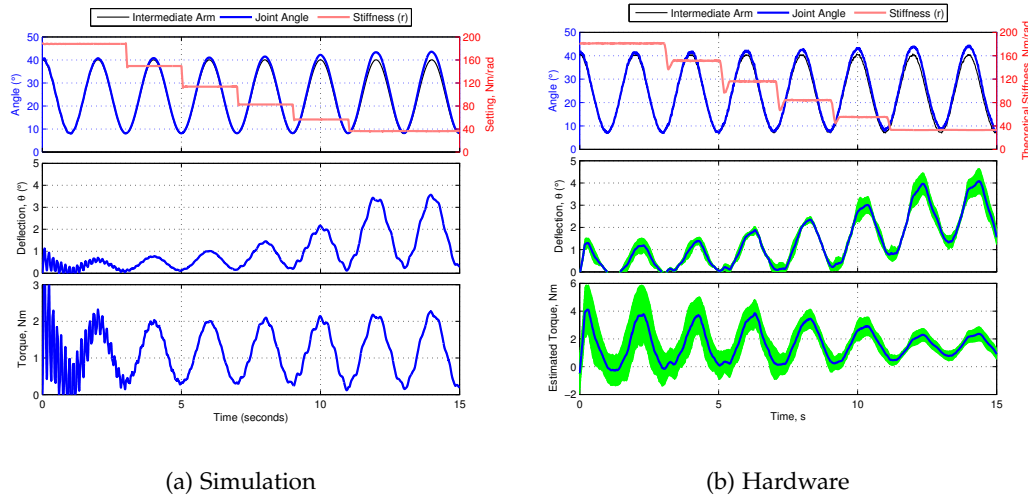 Intermediate Arm Joint Angle Stiffness (r)
50
40
30
20
10
0
Angle (°)
200
160
120
80
40
0
Setting, Nm/rad
5
4
3
2
1
0
Deflection, θ (°)
3
2
1
0
Torque, Nm
0 5 10 15
Time (seconds)
(a) Simulation
Intermediate Arm Joint Angle Stiffness (r)
50
40
30
20
10
0
Angle (°)
200
160
120
80
40
0
Theoretical Stiffness, Nm/rad
5
4
3
2
1
0
Deflection, θ (°)
6
4
2
0
−2
Estimated Torque, Nm
0 5 10 15
Time, s
(b) Hardware